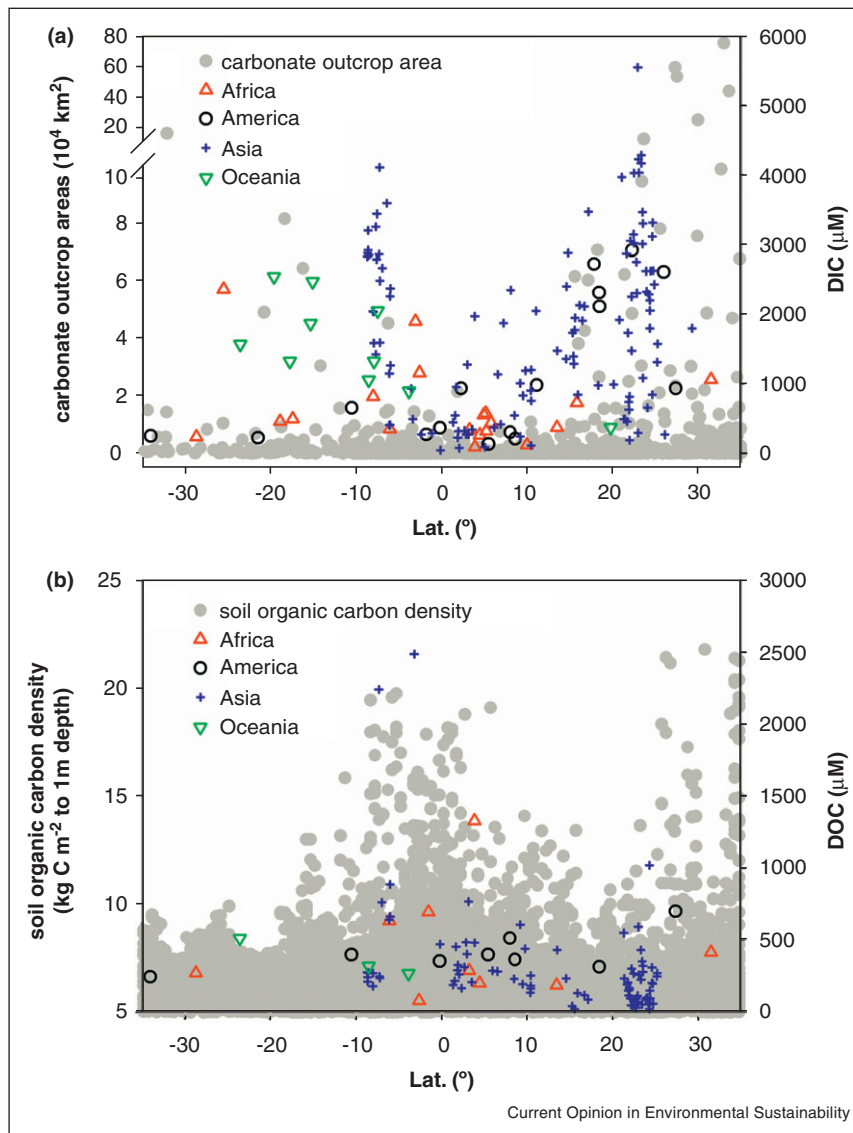 (a)
80
60
40
20
10
8
6
4
2
0
carbonate outcrop areas (10⁴ km²)
carbonate outcrop area
Africa
America
Asia
Oceania
6000
5000
4000
3000
2000
1000
0
DIC (μM)
-30 -20 -10 0 10 20 30
Lat. (º)
(b)
25
20
15
10
5
soil organic carbon density
(kg C m⁻² to 1m depth)
soil organic carbon density
Africa
America
Asia
Oceania
3000
2500
2000
1500
1000
500
0
DOC (μM)
-30 -20 -10 0 10 20 30
Lat. (º)
Current Opinion in Environmental Sustainability